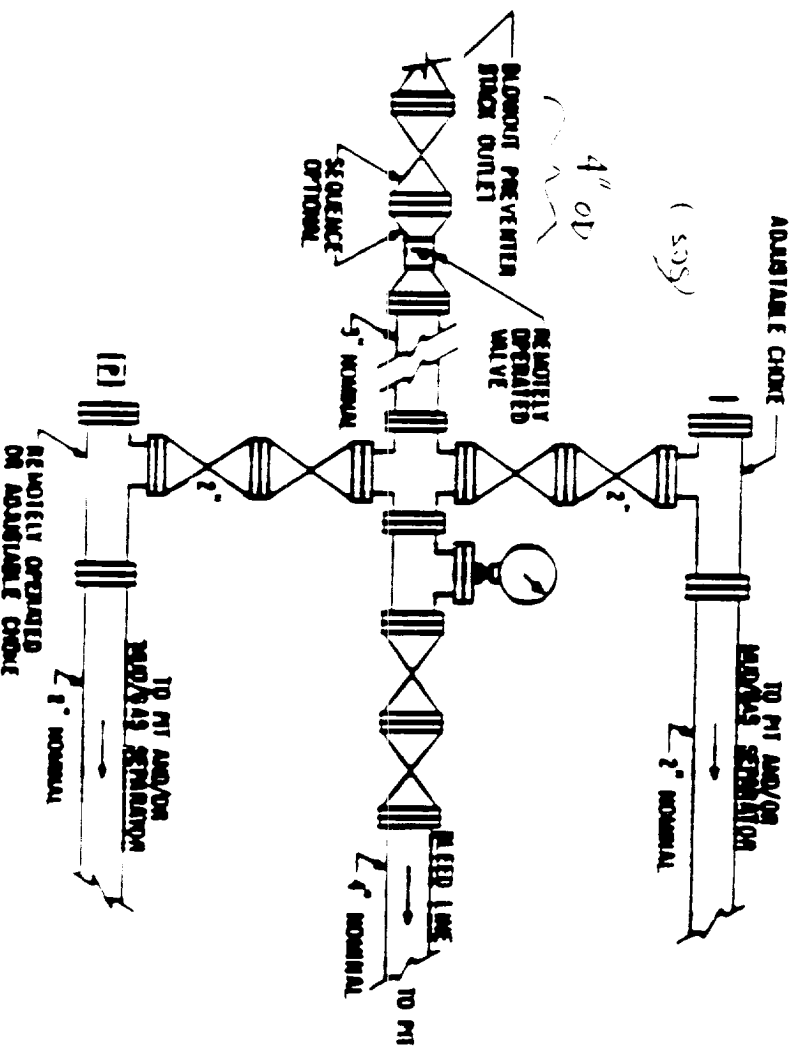 BLOWOUT PREVENTER
STACK OUTLET
4" OD
ADJUSTABLE CHOKE
SEQUENCE
OPTIONAL
REMOTELY
OPERATED
VALVE
P
3" NOMINAL
2"
2"
[P]
REMOTELY OPERATED
OR ADJUSTABLE CHOKE
TO PIT AND/OR
MUD/GAS SEPARATOR
2" NOMINAL
TO PIT AND/OR
MUD/GAS SEPARATOR
2" NOMINAL
BLEED LINE
4" NOMINAL
TO PIT